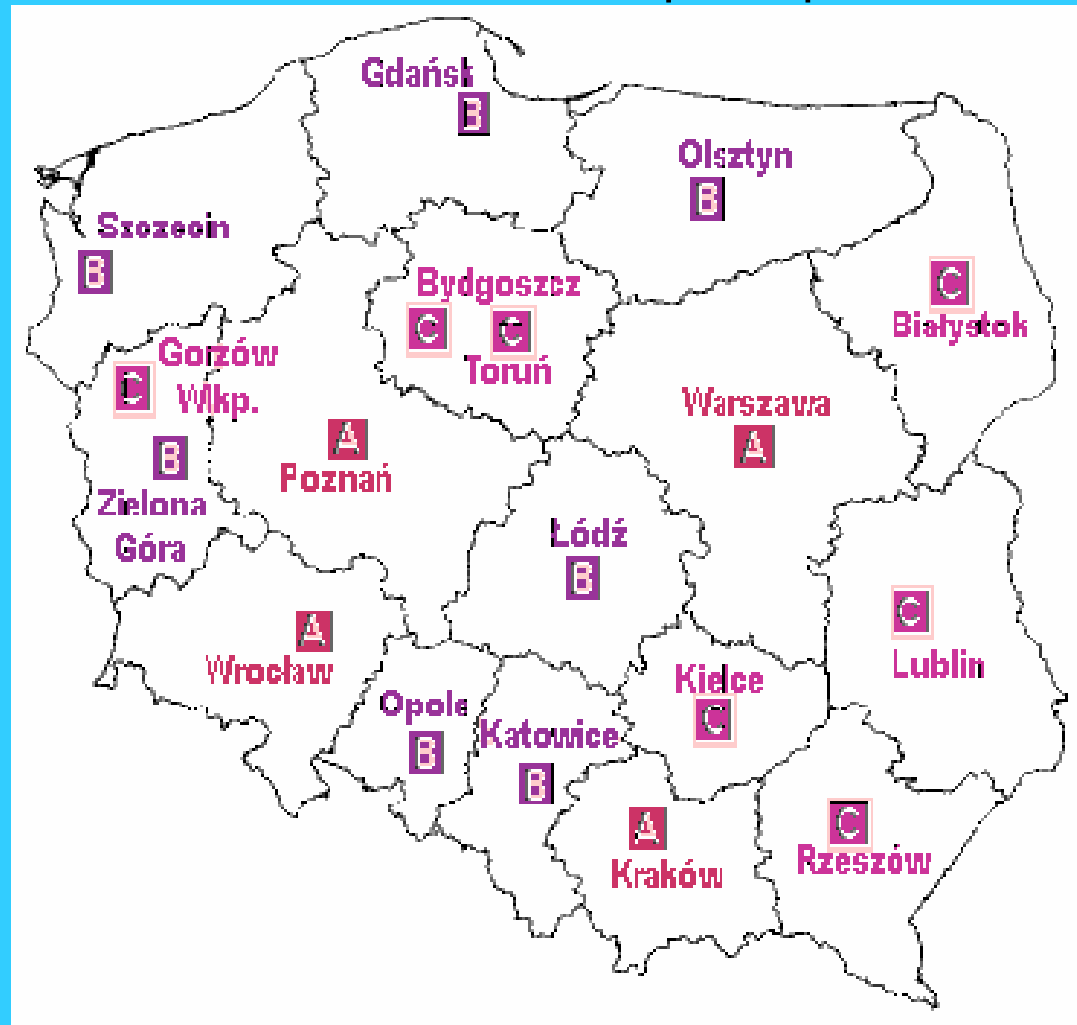 Gdańsk
B
Olsztyn
B
Szczecin
B
Bydgoszcz
C C
Toruń
C
Białystok
Gorzów
C
Wlkp.
Warszawa
A
A
Poznań
B
Zielona
Góra
Łódź
B
C
Lublin
A
Wrocław
Kielce
C
Opole
B
Katowice
B
A
Kraków
C
Rzeszów